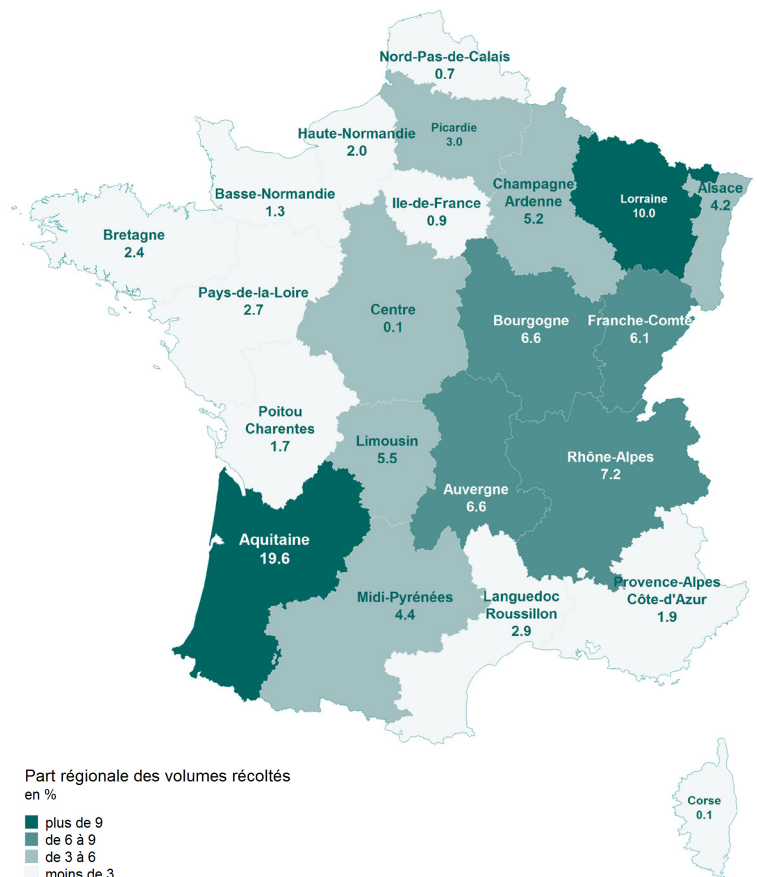 Nord-Pas-de-Calais
0.7
Picardie
3.0
Haute-Normandie
2.0
Basse-Normandie
1.3
Ile-de-France
0.9
Champagne
Ardenne
5.2
Lorraine
10.0
Alsace
4.2
Bretagne
2.4
Pays-de-la-Loire
2.7
Centre
0.1
Bourgogne
6.6
Franche-Comté
6.1
Poitou
Charentes
1.7
Limousin
5.5
Auvergne
6.6
Rhône-Alpes
7.2
Aquitaine
19.6
Midi-Pyrénées
4.4
Languedoc
Roussillon
2.9
Provence-Alpes
Côte-d'Azur
1.9
Corse
0.1
Part régionale des volumes récoltés
en %
plus de 9
de 6 à 9
de 3 à 6
moins de 3